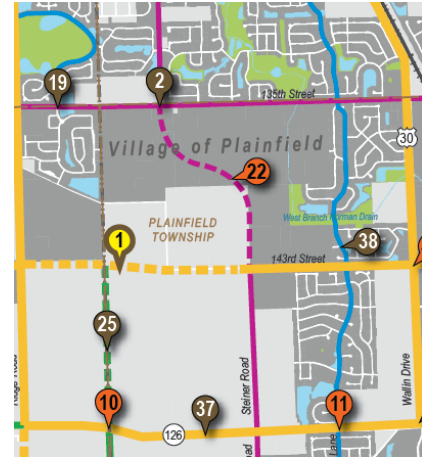 19
2
135th Street
30
Village of Plainfield
22
PLAINFIELD
TOWNSHIP
West Branch Norman Drain
1
38
143rd Street
25
Steiner Road
Wallin Drive
10
37
11
126
Lane